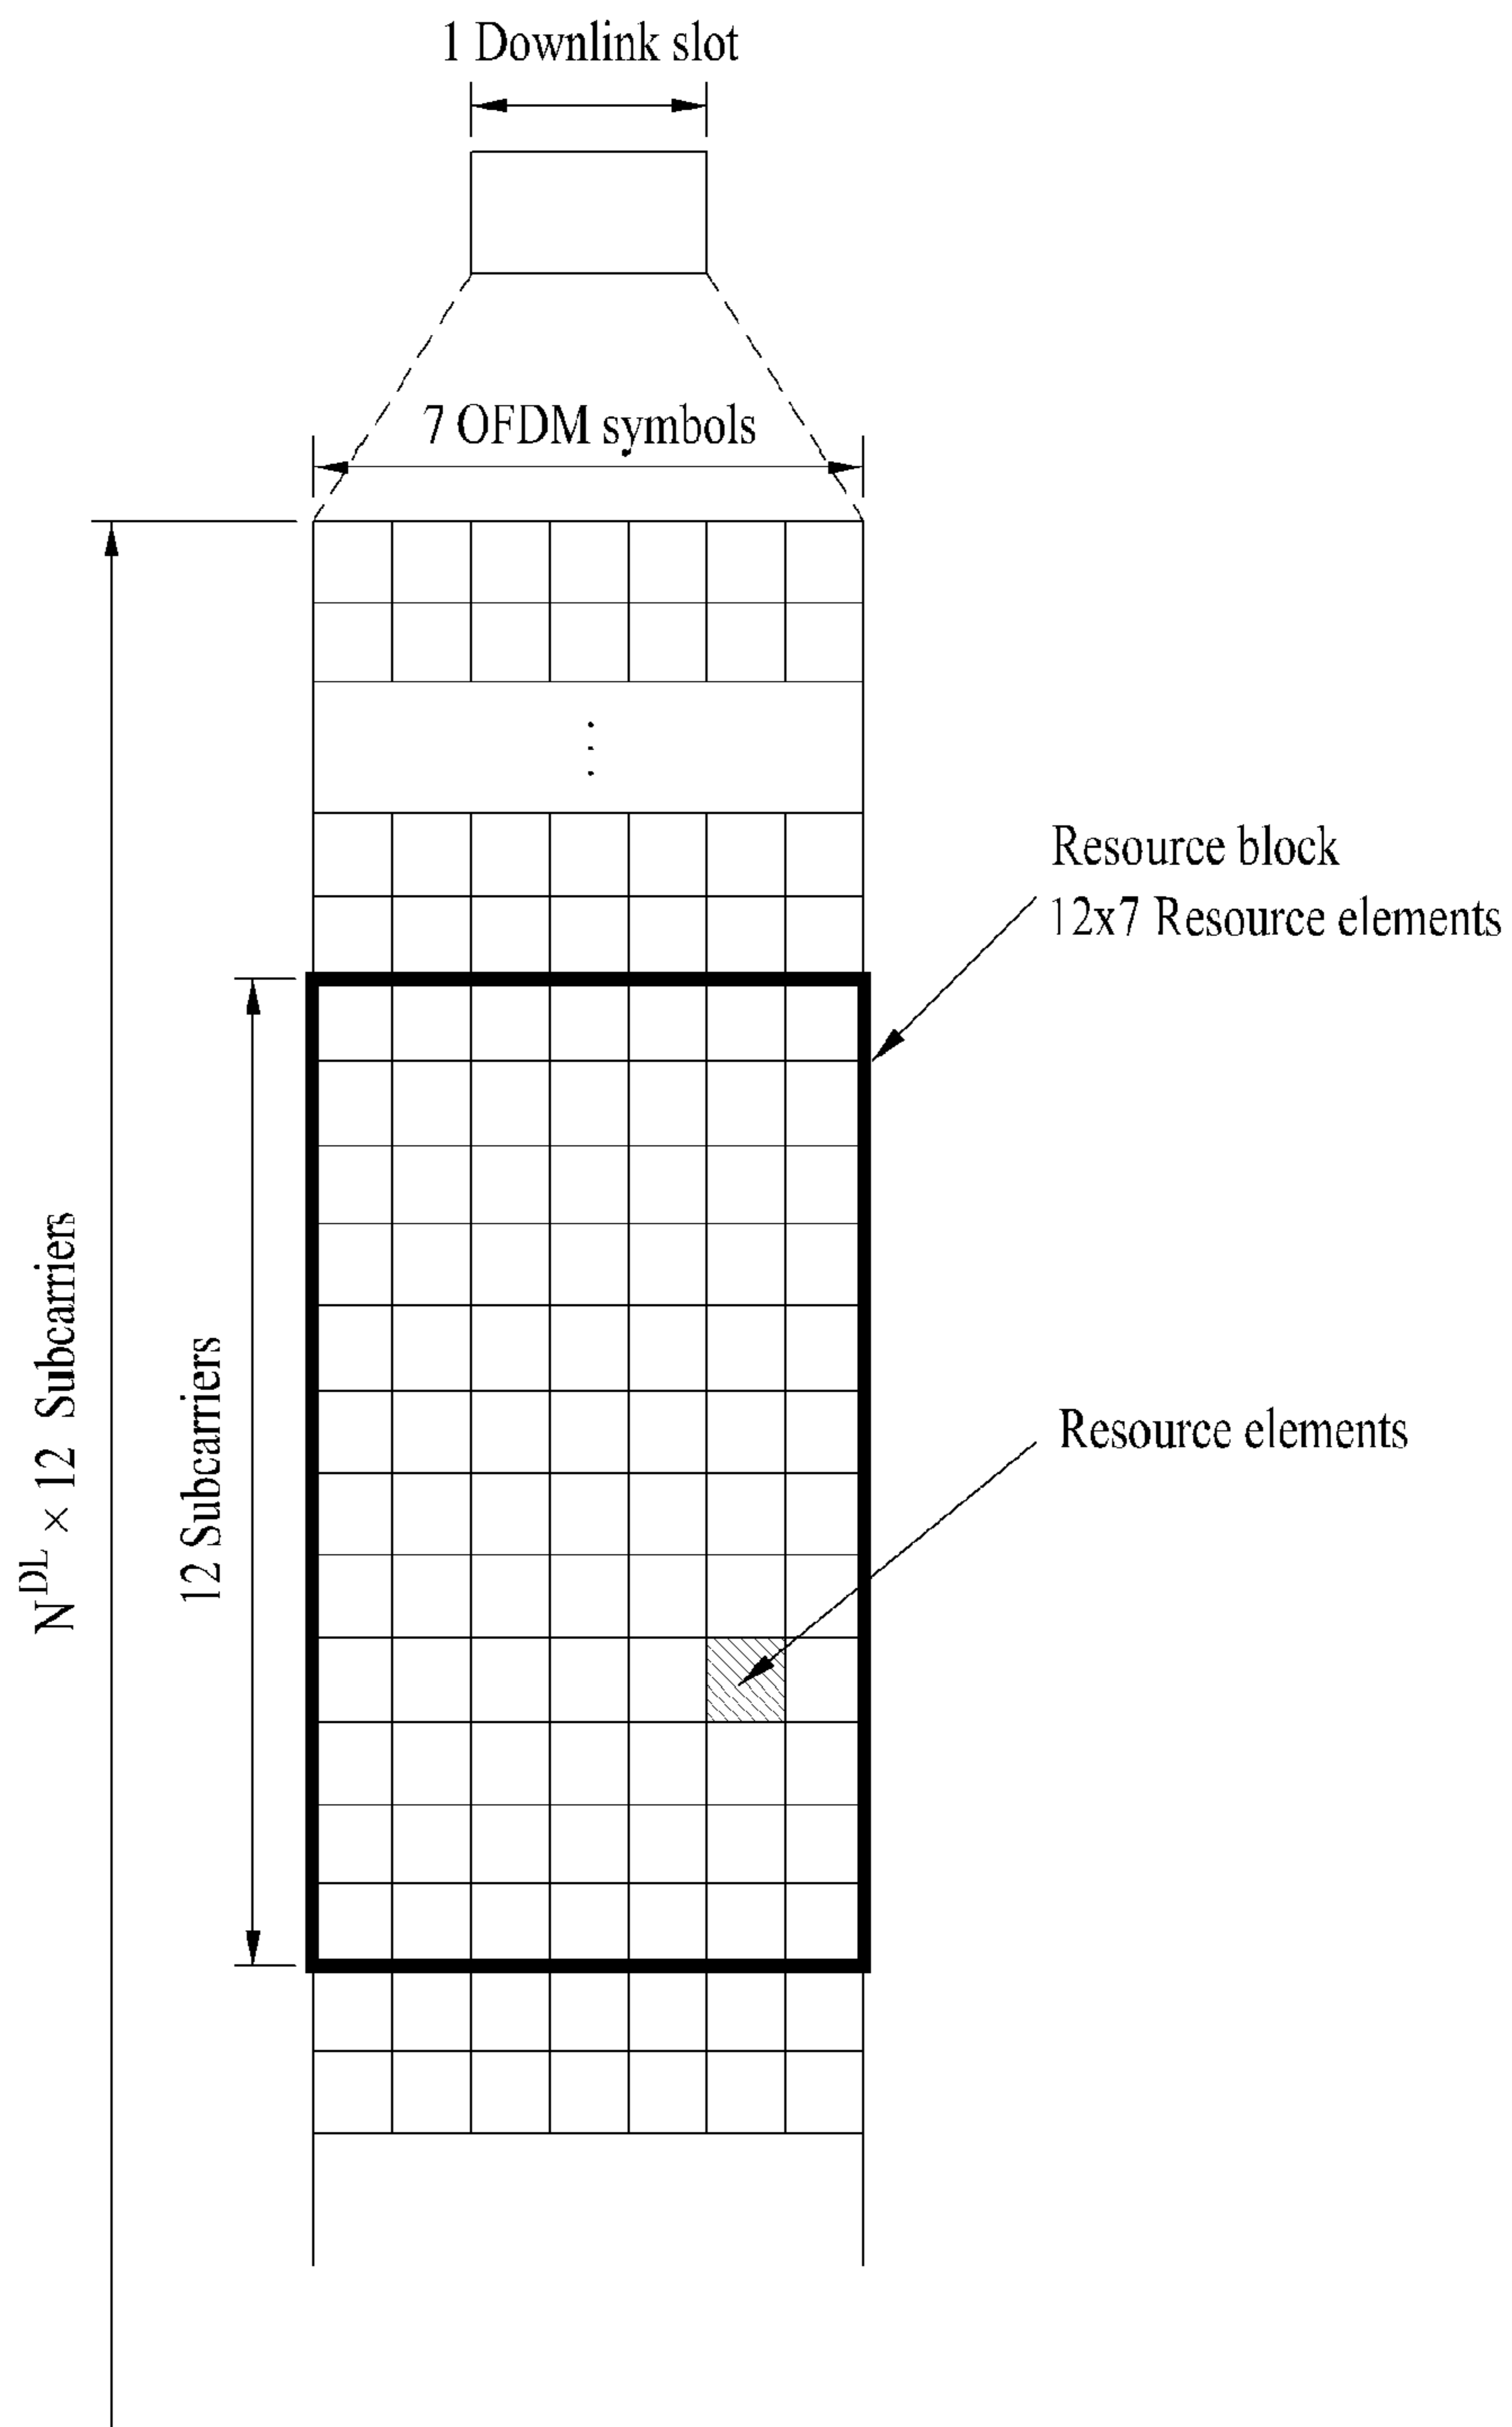 1 Downlink slot
7 OFDM symbols
Resource block
12x7 Resource elements
Resource elements
12 Subcarriers
N^DL × 12 Subcarriers